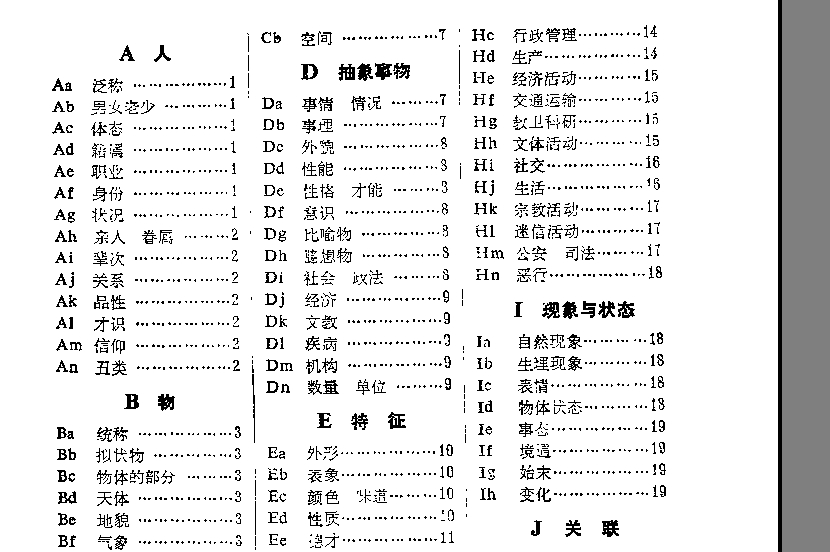 A 人
Aa 泛称 ……………… 1
Ab 男女老少 ………… 1
Ac 体态 ……………… 1
Ad 籍属 ……………… 1
Ae 职业 ……………… 1
Af 身份 ……………… 1
Ag 状况 ……………… 1
Ah 亲人 眷属 ……… 2
Ai 辈次 ……………… 2
Aj 关系 ……………… 2
Ak 品性 ……………… 2
Al 才识 ……………… 2
Am 信仰 ……………… 2
An 丑类 ……………… 2
B 物
Ba 统称 ……………… 3
Bb 拟状物 …………… 3
Bc 物体的部分 ……… 3
Bd 天体 ……………… 3
Be 地貌 ……………… 3
Bf 气象 ……………… 3
Cb 空间 ……………… 7
D 抽象事物
Da 事情 情况 ……… 7
Db 事理 ……………… 7
Dc 外貌 ……………… 8
Dd 性能 ……………… 8
De 性格 才能 ……… 8
Df 意识 ……………… 8
Dg 比喻物 …………… 8
Dh 臆想物 …………… 8
Di 社会 政法 ……… 8
Dj 经济 ……………… 9
Dk 文教 ……………… 9
Dl 疾病 ……………… 9
Dm 机构 ……………… 9
Dn 数量 单位 ……… 9
E 特征
Ea 外形 ……………… 10
Eb 表象 ……………… 10
Ec 颜色 味道 ……… 10
Ed 性质 ……………… 10
Ee 德才 ……………… 11
Hc 行政管理 ………… 14
Hd 生产 ……………… 14
He 经济活动 ………… 15
Hf 交通运输 ………… 15
Hg 教卫科研 ………… 15
Hh 文体活动 ………… 15
Hi 社交 ……………… 16
Hj 生活 ……………… 16
Hk 宗教活动 ………… 17
Hl 迷信活动 ………… 17
Hm 公安 司法 ……… 17
Hn 恶行 ……………… 18
I 现象与状态
Ia 自然现象 ………… 18
Ib 生理现象 ………… 18
Ic 表情 ……………… 18
Id 物体状态 ………… 18
Ie 事态 ……………… 19
If 境遇 ……………… 19
Ig 始末 ……………… 19
Ih 变化 ……………… 19
J 关联